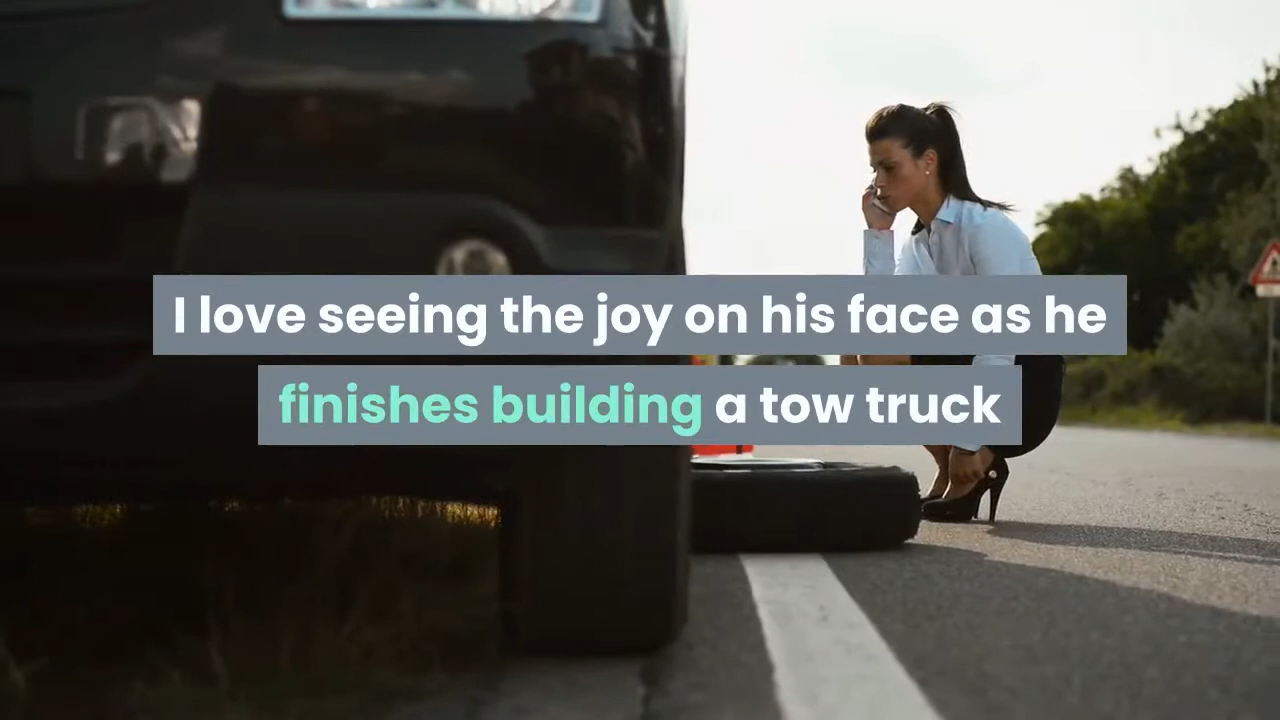 I love seeing the joy on his face as he
finishes building a tow truck